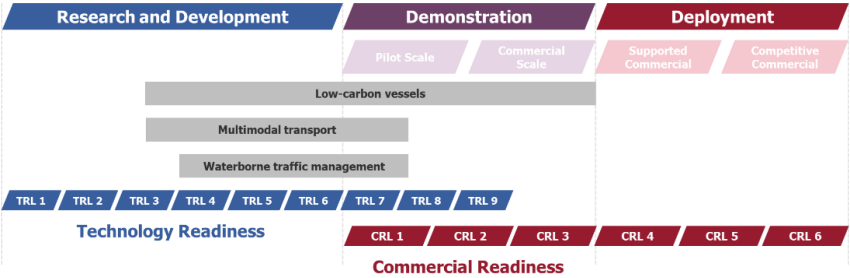 Research and Development Demonstration Deployment
Pilot Scale Commercial Scale Supported Commercial Competitive Commercial
Low-carbon vessels
Multimodal transport
Waterborne traffic management
TRL 1 TRL 2 TRL 3 TRL 4 TRL 5 TRL 6 TRL 7 TRL 8 TRL 9
Technology Readiness
CRL 1 CRL 2 CRL 3 CRL 4 CRL 5 CRL 6
Commercial Readiness